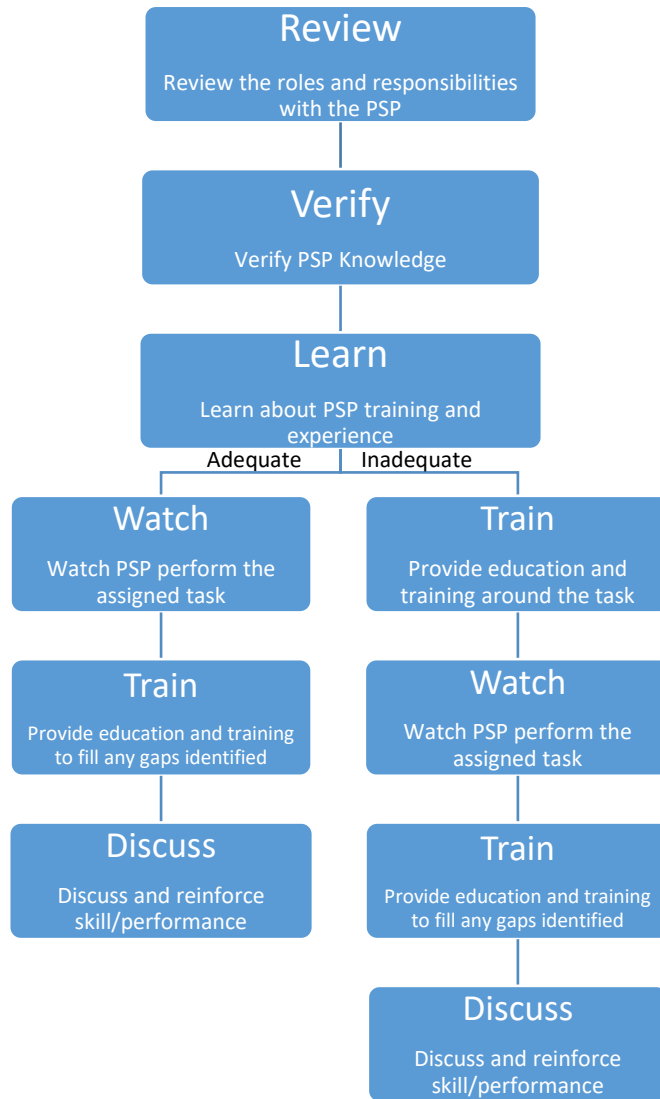 Review
Review the roles and responsibilities
with the PSP
Verify
Verify PSP Knowledge
Learn
Learn about PSP training and
experience
Adequate
Inadequate
Watch
Watch PSP perform the
assigned task
Train
Provide education and training
to fill any gaps identified
Discuss
Discuss and reinforce
skill/performance
Train
Provide education and
training around the task
Watch
Watch PSP perform the
assigned task
Train
Provide education and training
to fill any gaps identified
Discuss
Discuss and reinforce
skill/performance